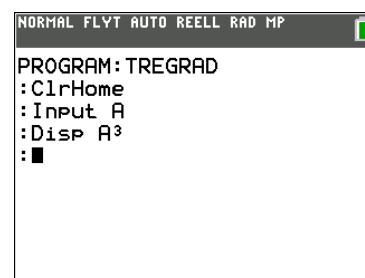 NORMAL FLYT AUTO REELL RAD MP
PROGRAM:TREGRAD
:ClrHome
:Input A
:Disp A³
: